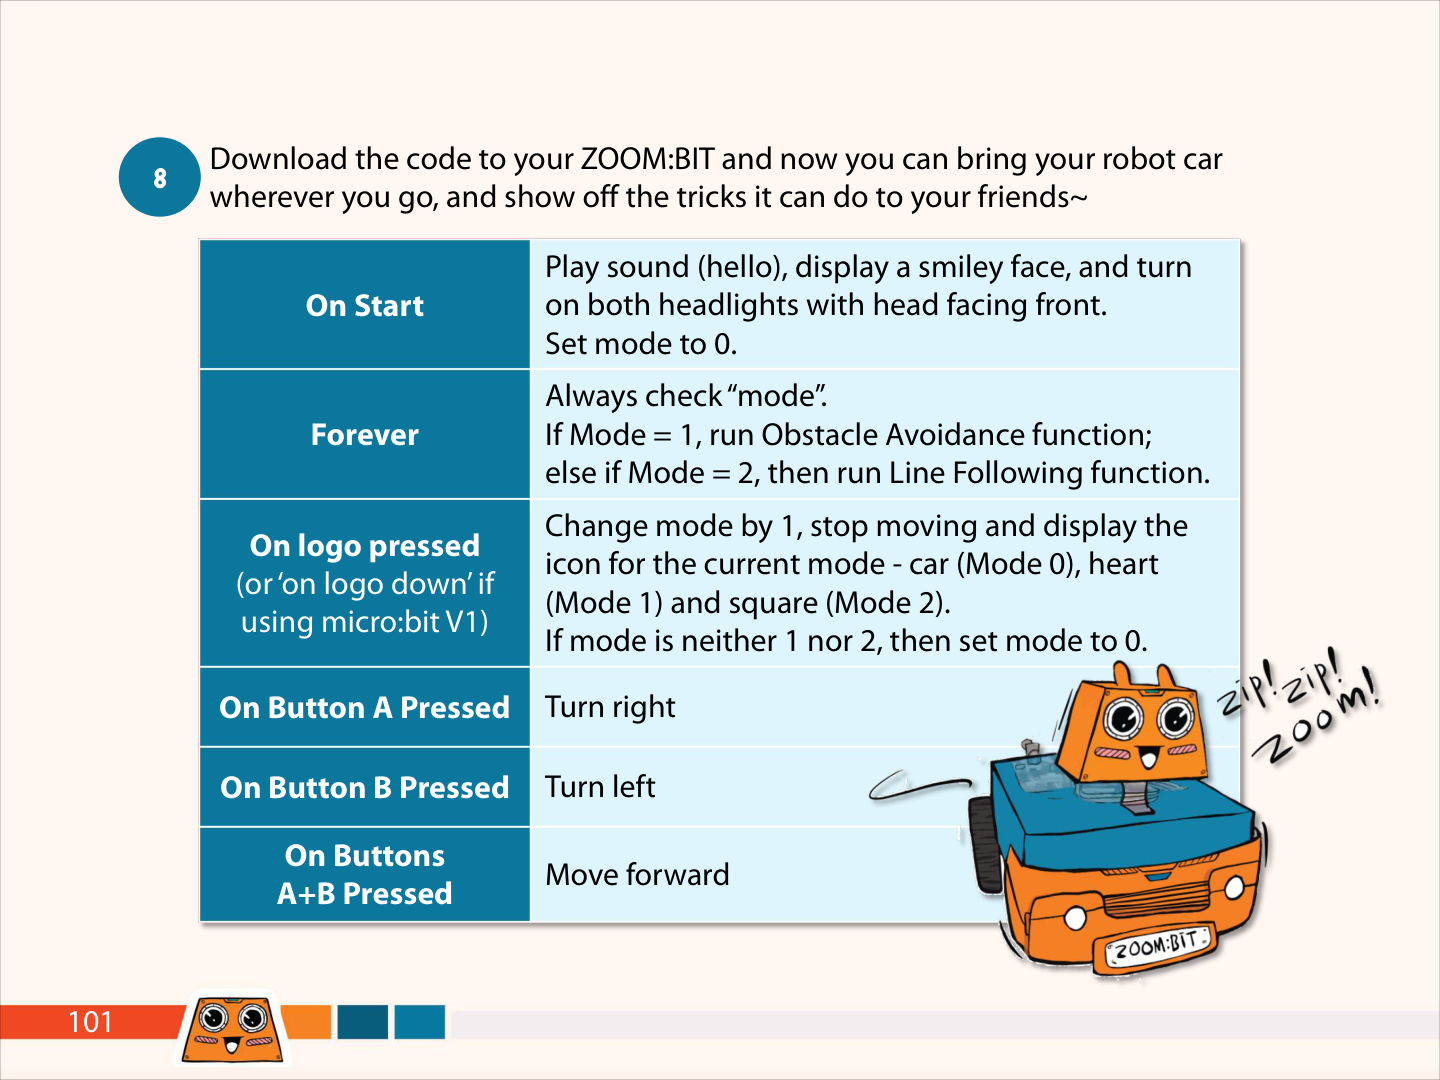 8
Download the code to your ZOOM:BIT and now you can bring your robot car
wherever you go, and show off the tricks it can do to your friends~
On Start
Play sound (hello), display a smiley face, and turn
on both headlights with head facing front.
Set mode to 0.
Forever
Always check “mode”.
If Mode = 1, run Obstacle Avoidance function;
else if Mode = 2, then run Line Following function.
On logo pressed
(or ‘on logo down’ if
using micro:bit V1)
Change mode by 1, stop moving and display the
icon for the current mode - car (Mode 0), heart
(Mode 1) and square (Mode 2).
If mode is neither 1 nor 2, then set mode to 0.
On Button A Pressed
Turn right
On Button B Pressed
Turn left
On Buttons
A+B Pressed
Move forward
zip! zip!
zoom!
ZOOM:BIT
101